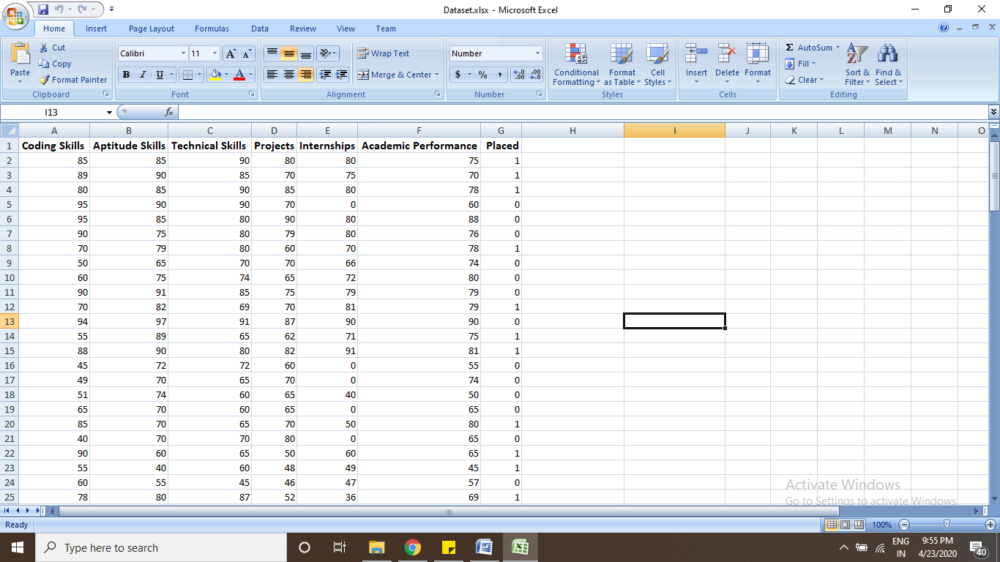 Dataset.xlsx - Microsoft Excel
Home Insert Page Layout Formulas Data Review View Team
Paste Cut Copy Format Painter
Clipboard
Calibri 11 A A
B I U A
Font
Wrap Text
Merge & Center
Alignment
Number
$ % ,
Number
Conditional Formatting Format as Table Cell Styles
Styles
Insert Delete Format
Cells
Σ AutoSum Fill Clear Sort & Filter Find & Select
Editing
I13 fx
A B C D E F G H I J K L M N O
1 Coding Skills Aptitude Skills Technical Skills Projects Internships Academic Performance Placed
2 85 85 90 80 80 75 1
3 89 90 85 70 75 70 1
4 80 85 90 85 80 78 1
5 95 90 90 70 0 60 0
6 95 85 80 90 80 88 0
7 90 75 80 79 80 76 0
8 70 79 80 60 70 78 1
9 50 65 70 70 66 74 0
10 60 75 74 65 72 80 0
11 90 91 85 75 79 79 0
12 70 82 69 70 81 79 1
13 94 97 91 87 90 90 0
14 55 89 65 62 71 75 1
15 88 90 80 82 91 81 1
16 45 72 72 60 0 55 0
17 49 70 65 70 0 74 0
18 51 74 60 65 40 50 0
19 65 70 60 65 0 65 0
20 85 70 65 70 50 80 1
21 40 70 70 80 0 65 0
22 90 60 65 50 60 65 1
23 55 40 60 48 49 45 1
24 60 55 45 46 47 57 0
25 78 80 87 52 36 69 1
Activate Windows
Go to Settings to activate Windows.
Ready 100%
Type here to search
ENG
IN
9:55 PM
4/23/2020
40